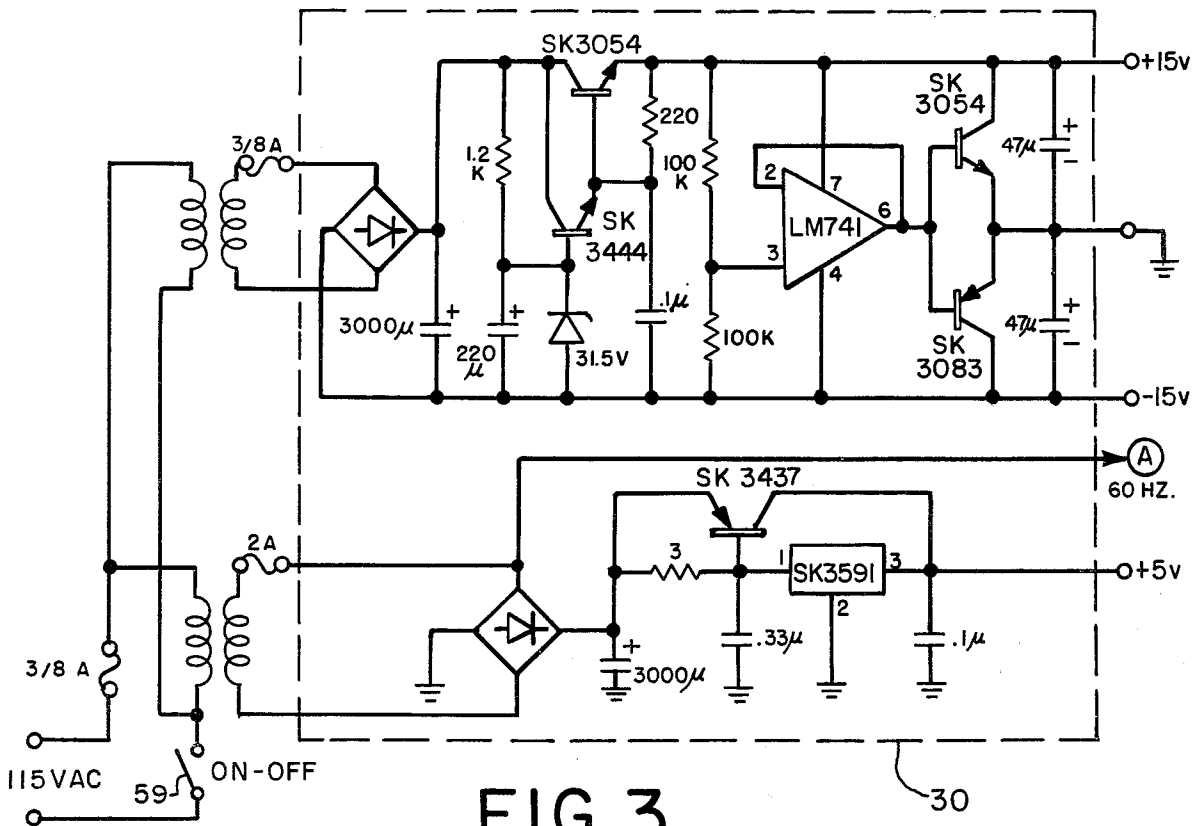 SK3054
+15v
SK
3054
3/8 A
1.2
K
220
100
K
47μ
+
-
2
7
6
LM741
SK
3444
3
4
3000μ
+
+
220
μ
31.5V
.1μ
100K
47μ
+
-
SK
3083
-15v
A
60 HZ.
SK 3437
2A
3
1
SK3591
3
+5v
2
.33μ
.1μ
+
3000μ
3/8 A
115VAC
59
ON-OFF
30
FIG 3